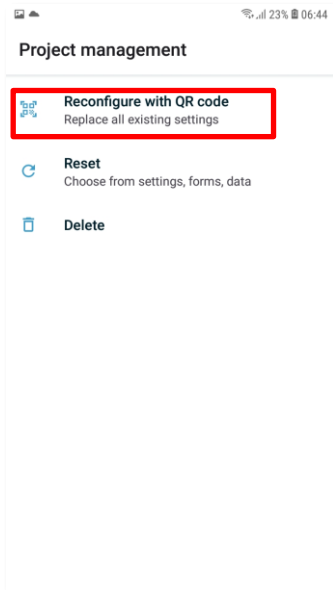 23% 06:44
Project management
Reconfigure with QR code
Replace all existing settings
Reset
Choose from settings, forms, data
Delete